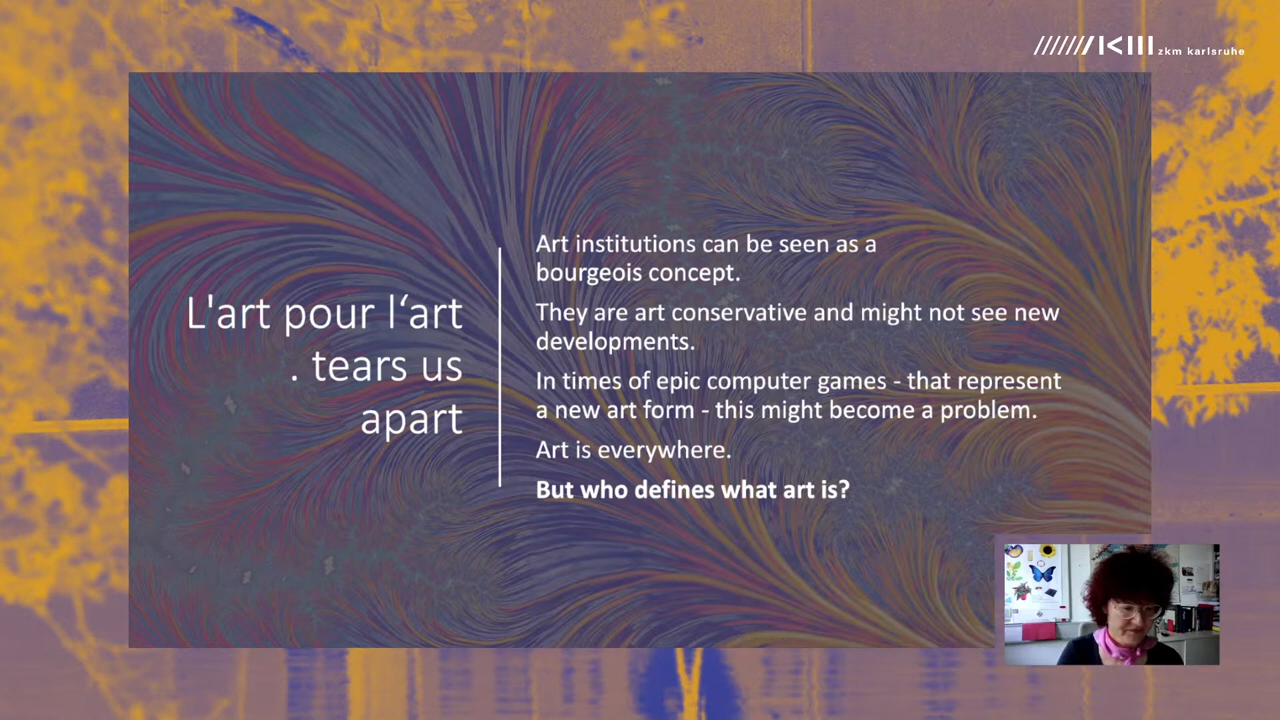 zkm karlsruhe
L'art pour l‘art
. tears us
apart
Art institutions can be seen as a
bourgeois concept.
They are art conservative and might not see new
developments.
In times of epic computer games - that represent
a new art form - this might become a problem.
Art is everywhere.
But who defines what art is?